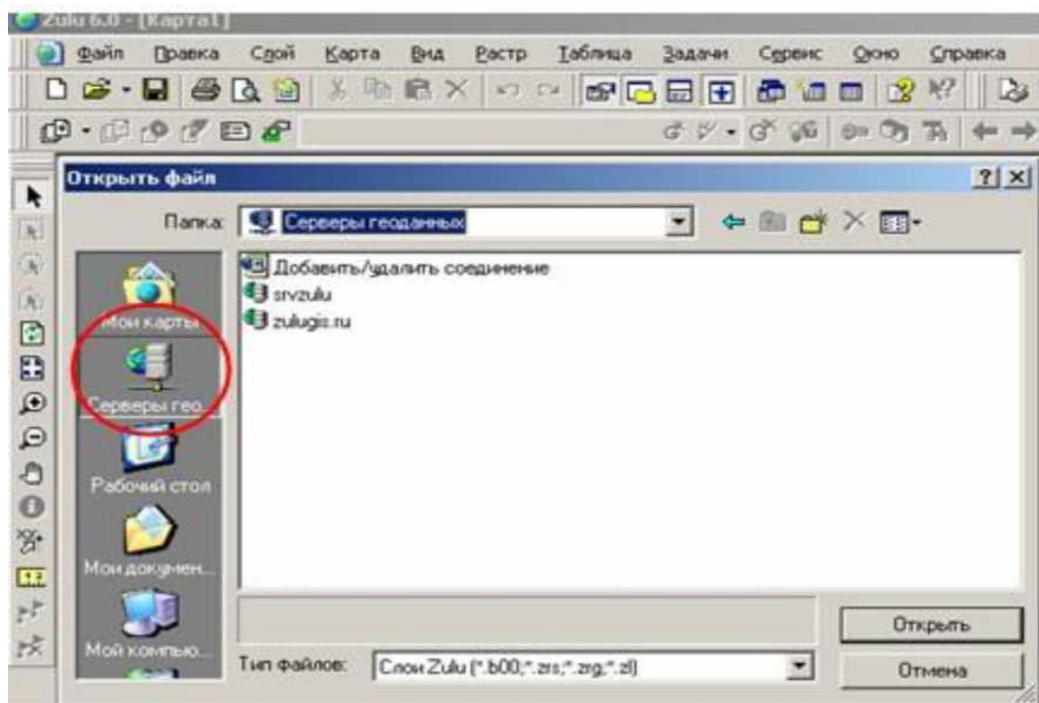 Zulu 6.0 - [Карта1]
Файл Правка Слой Карта Вид Растр Таблица Задачи Сервис Окно Справка
Открыть файл
Папка: Серверы геоданных
Мои карты
Серверы гео...
Рабочий стол
Мои докумен...
Мой компью...
Добавить/удалить соединение
srvzulu
zulugis.ru
Открыть
Тип файлов: Слои Zulu (*.b00;*.zrs;*.zrg;*.zl)
Отмена